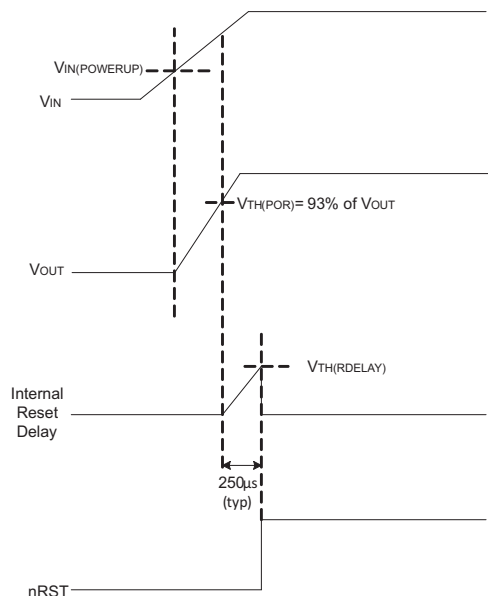 VIN(POWERUP)
VIN
VTH(POR)= 93% of VOUT
VOUT
VTH(RDELAY)
Internal
Reset
Delay
250µs
(typ)
nRST